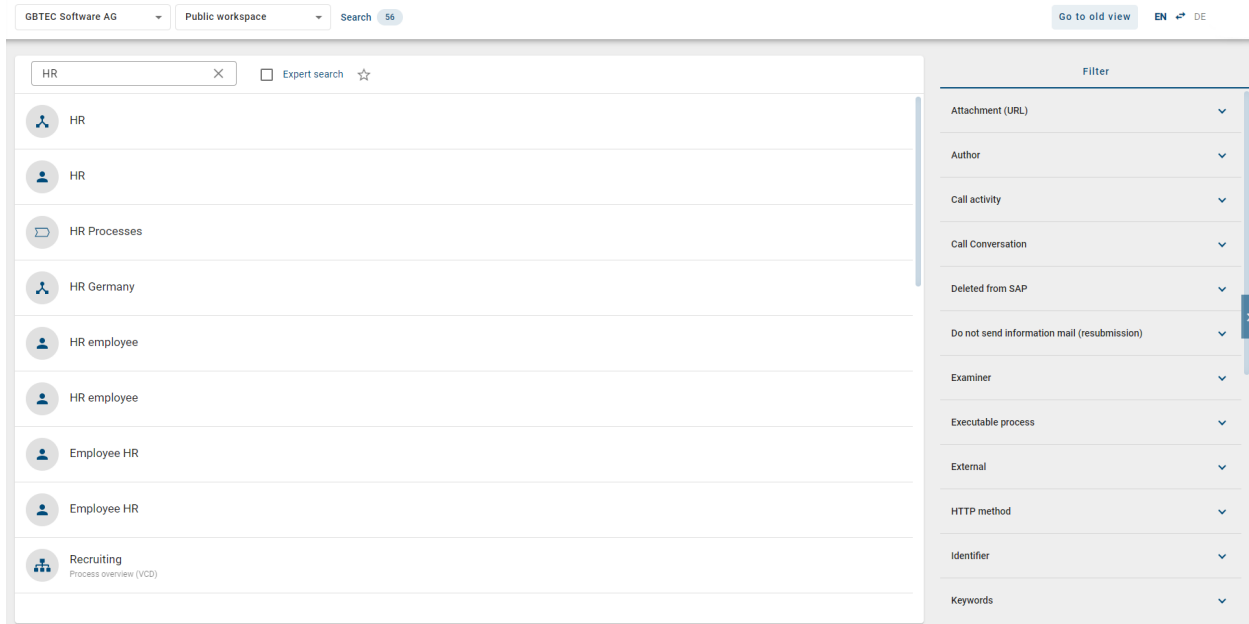 GBTEC Software AG
Public workspace
Search 56
Go to old view
EN DE
HR
Expert search
HR
HR
HR Processes
HR Germany
HR employee
HR employee
Employee HR
Employee HR
Recruiting
Process overview (VCD)
Filter
Attachment (URL)
Author
Call activity
Call Conversation
Deleted from SAP
Do not send information mail (resubmission)
Examiner
Executable process
External
HTTP method
Identifier
Keywords